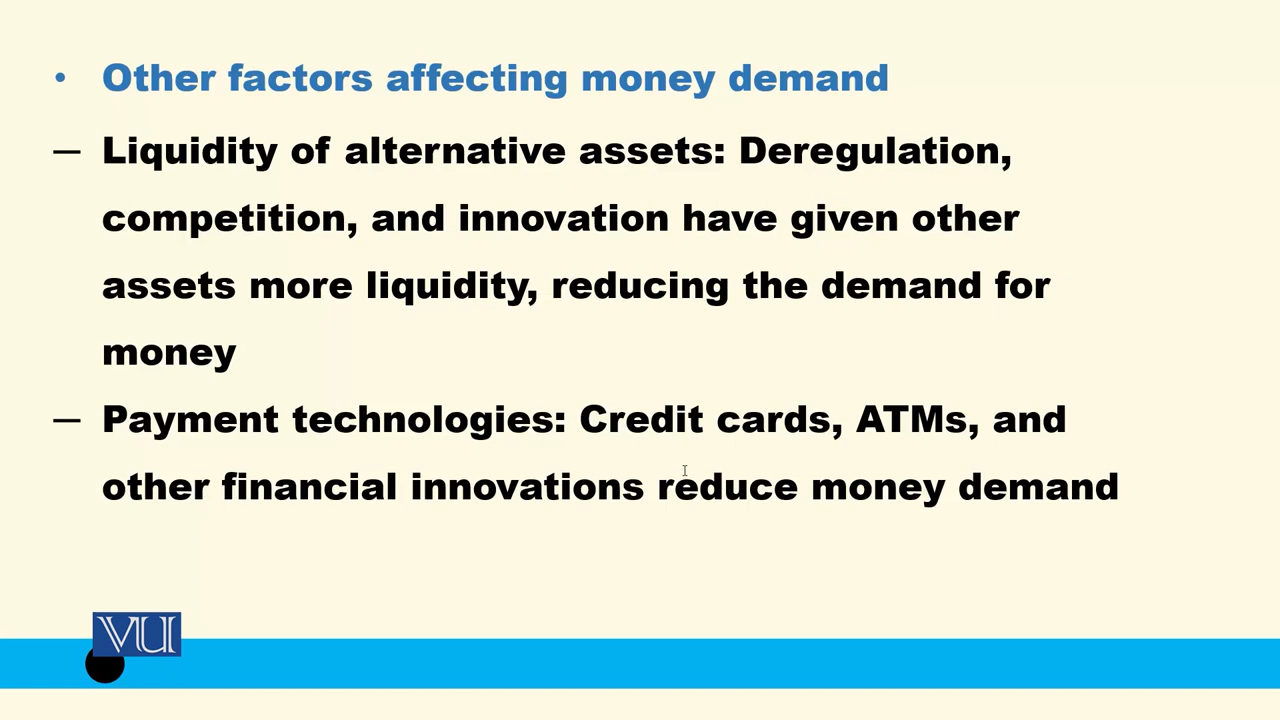 • Other factors affecting money demand
— Liquidity of alternative assets: Deregulation,
competition, and innovation have given other
assets more liquidity, reducing the demand for
money
— Payment technologies: Credit cards, ATMs, and
other financial innovations reduce money demand
VU